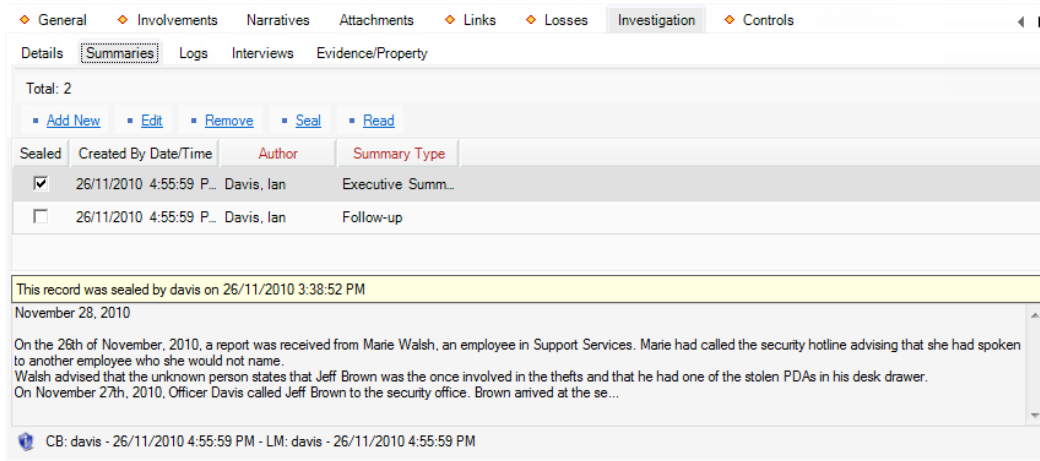 General Involvements Narratives Attachments Links Losses Investigation Controls
Details Summaries Logs Interviews Evidence/Property
Total: 2
Add New Edit Remove Seal Read
Sealed Created By Date/Time Author Summary Type
26/11/2010 4:55:59 P... Davis, Ian Executive Summ...
26/11/2010 4:55:59 P... Davis, Ian Follow-up
This record was sealed by davis on 26/11/2010 3:38:52 PM
November 28, 2010
On the 26th of November, 2010, a report was received from Marie Walsh, an employee in Support Services. Marie had called the security hotline advising that she had spoken
to another employee who she would not name.
Walsh advised that the unknown person states that Jeff Brown was the once involved in the thefts and that he had one of the stolen PDAs in his desk drawer.
On November 27th, 2010, Officer Davis called Jeff Brown to the security office. Brown arrived at the se...
CB: davis - 26/11/2010 4:55:59 PM - LM: davis - 26/11/2010 4:55:59 PM